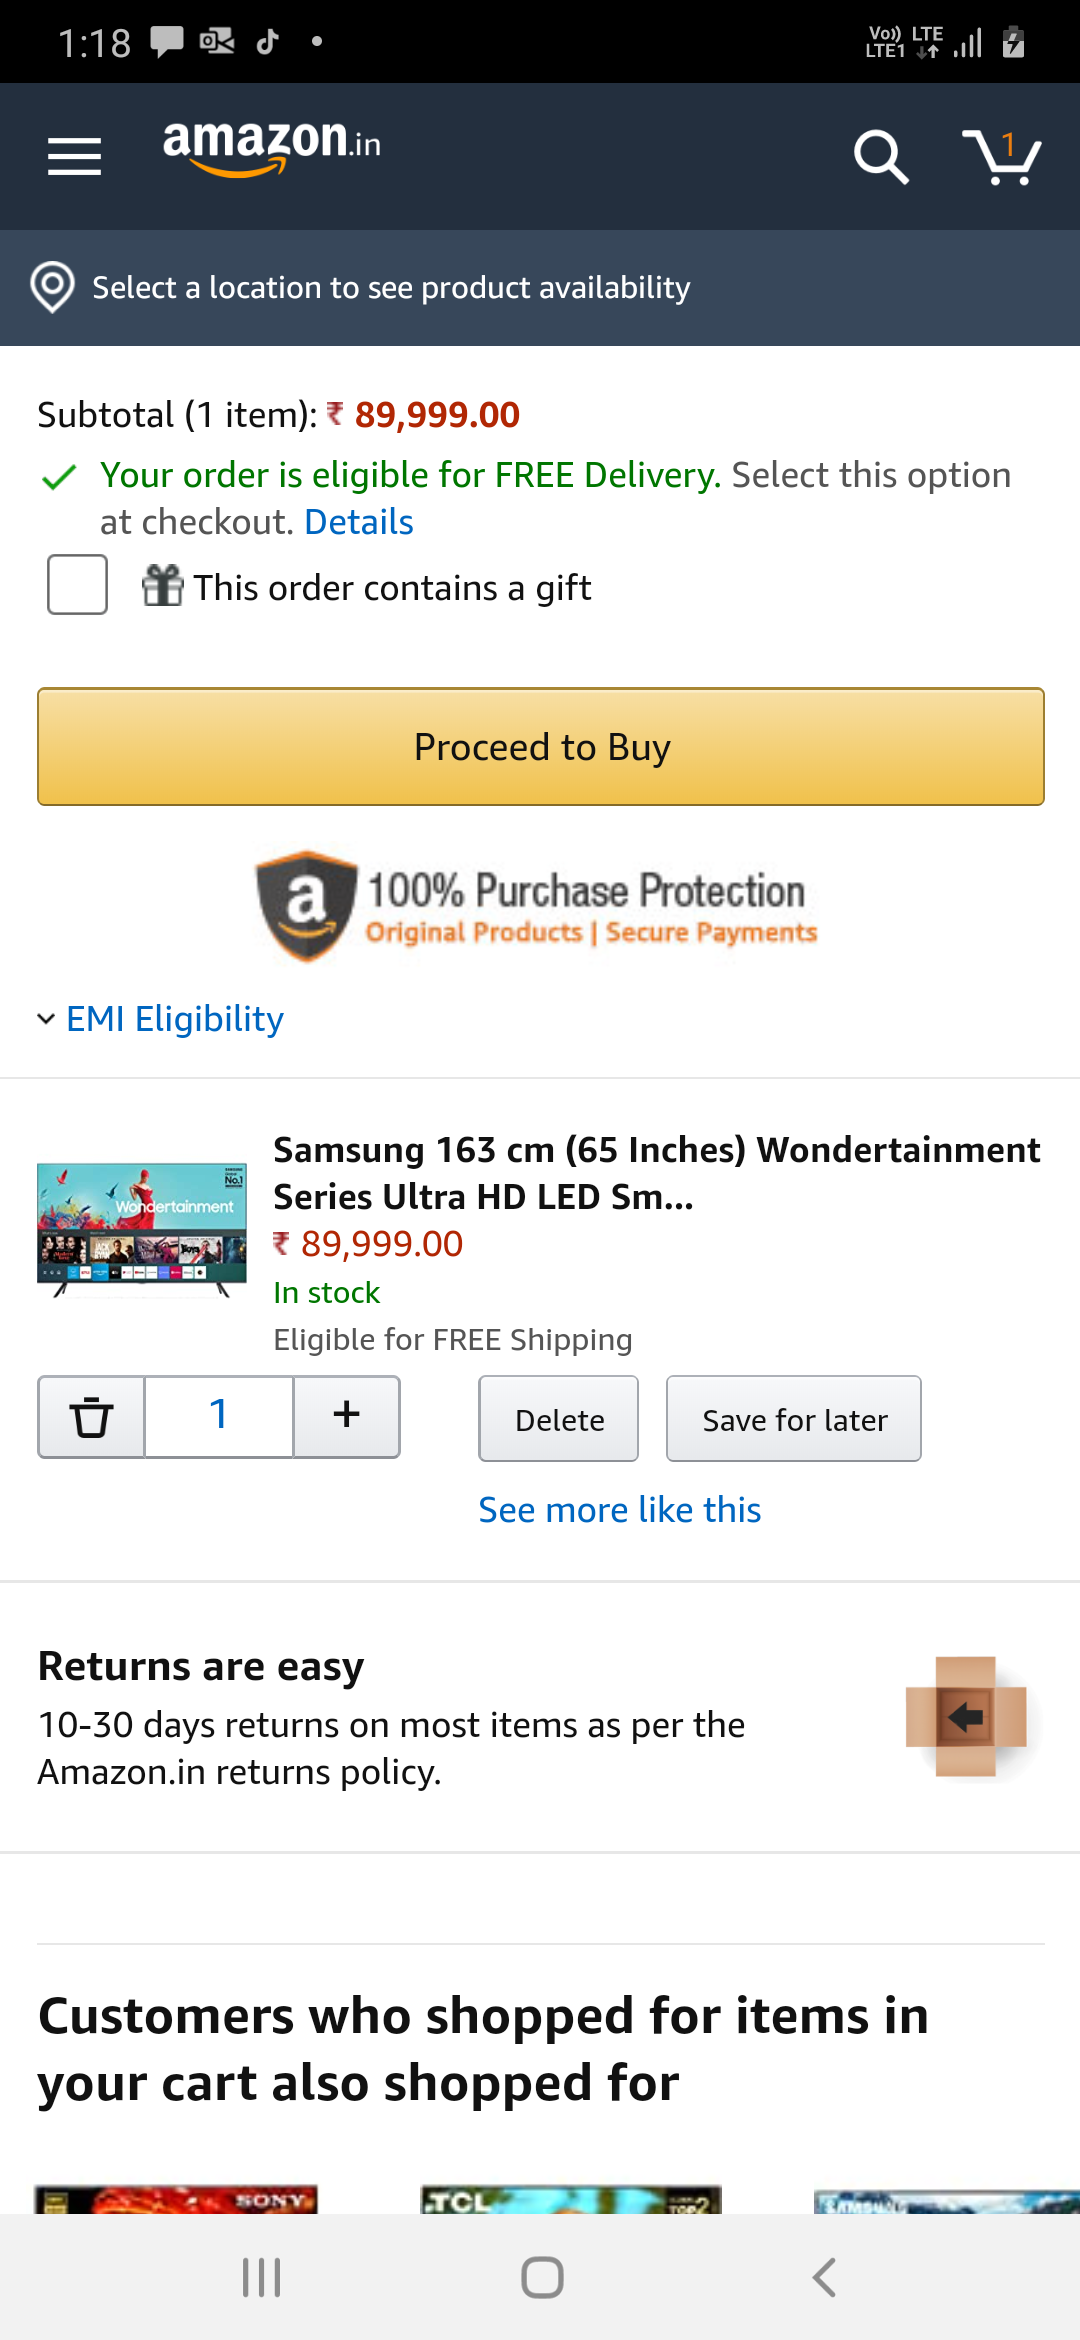 1:18
Vo)) LTE
LTE1
amazon.in
1
Select a location to see product availability
Subtotal (1 item): ₹ 89,999.00
Your order is eligible for FREE Delivery. Select this option
at checkout. Details
This order contains a gift
Proceed to Buy
a
100% Purchase Protection
Original Products | Secure Payments
EMI Eligibility
Samsung 163 cm (65 Inches) Wondertainment
Series Ultra HD LED Sm...
SAMSUNG
No.1
Wondertainment
₹ 89,999.00
In stock
Eligible for FREE Shipping
1
+
Delete
Save for later
See more like this
Returns are easy
10-30 days returns on most items as per the
Amazon.in returns policy.
Customers who shopped for items in
your cart also shopped for
SONY
TCL
SAMSUNG